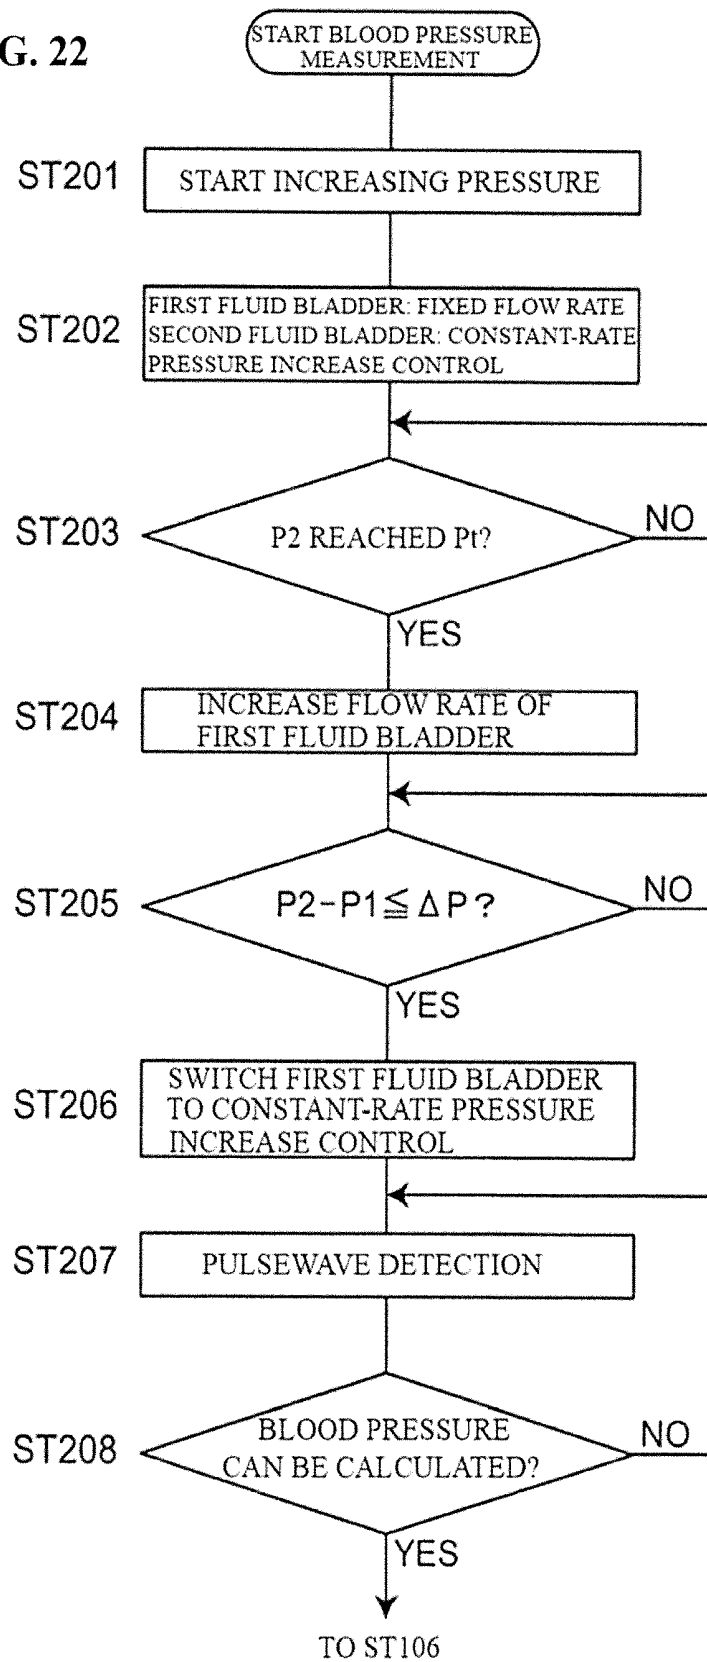 G. 22
START BLOOD PRESSURE
MEASUREMENT
ST201
START INCREASING PRESSURE
ST202
FIRST FLUID BLADDER: FIXED FLOW RATE
SECOND FLUID BLADDER: CONSTANT-RATE
PRESSURE INCREASE CONTROL
ST203
P2 REACHED Pt?
NO
YES
ST204
INCREASE FLOW RATE OF
FIRST FLUID BLADDER
ST205
P2-P1≦ΔP?
NO
YES
ST206
SWITCH FIRST FLUID BLADDER
TO CONSTANT-RATE PRESSURE
INCREASE CONTROL
ST207
PULSEWAVE DETECTION
ST208
BLOOD PRESSURE
CAN BE CALCULATED?
NO
YES
TO ST106